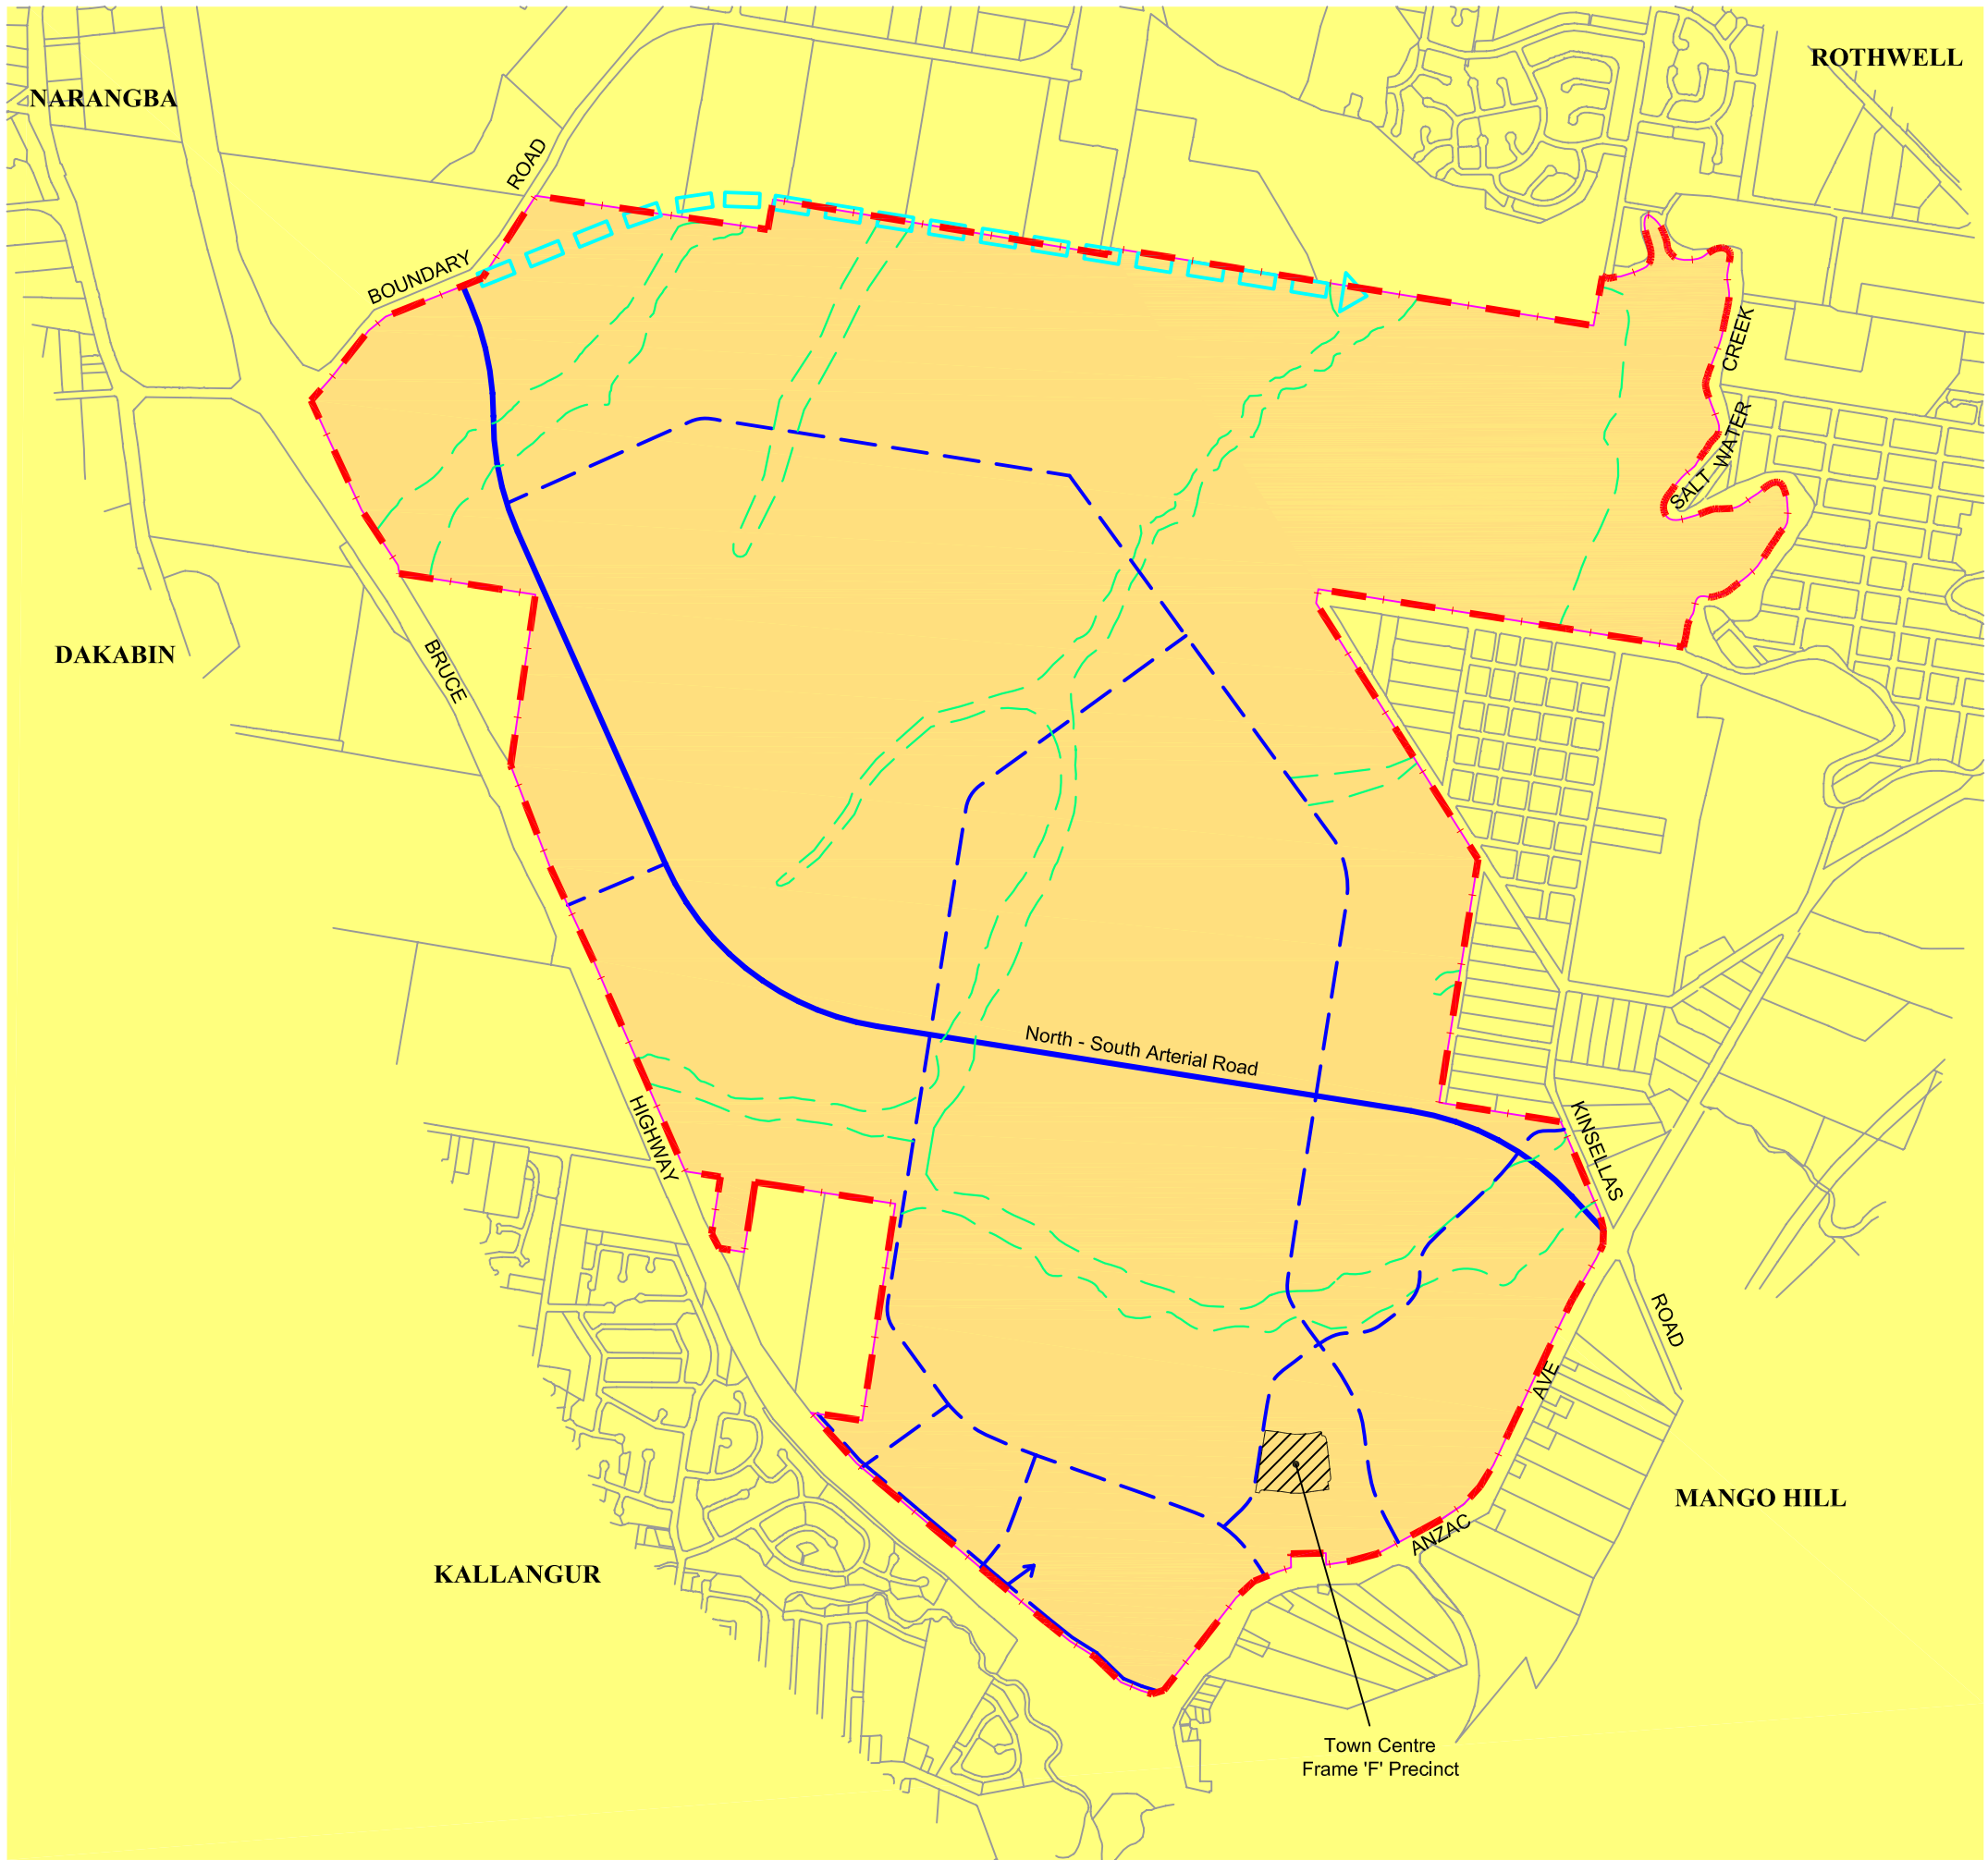 ROTHWELL
NARANGBA
ROAD
BOUNDARY
CREEK
SALT WATER
DAKABIN
BRUCE
North - South Arterial Road
HIGHWAY
KINSELLAS
ROAD
AVE
MANGO HILL
ANZAC
KALLANGUR
Town Centre
Frame 'F' Precinct